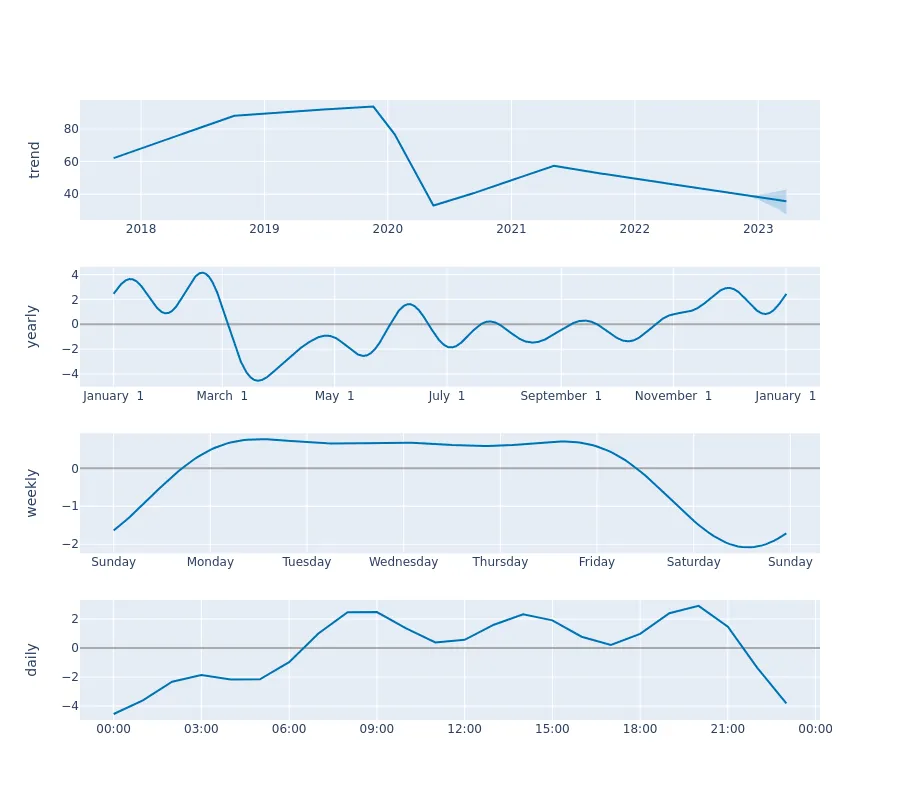 trend
80
60
40
2018 2019 2020 2021 2022 2023
yearly
4
2
0
−2
−4
January 1 March 1 May 1 July 1 September 1 November 1 January 1
weekly
0
−1
−2
Sunday Monday Tuesday Wednesday Thursday Friday Saturday Sunday
daily
2
0
−2
−4
00:00 03:00 06:00 09:00 12:00 15:00 18:00 21:00 00:00